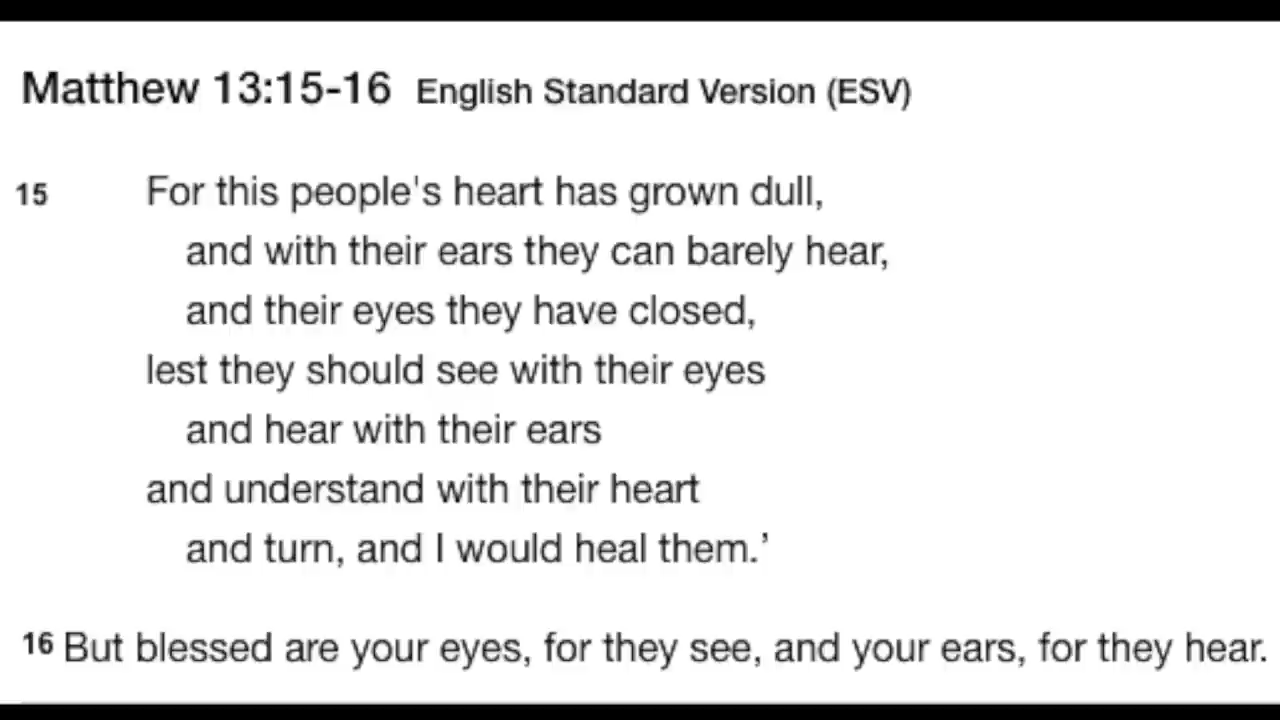 Matthew 13:15-16 English Standard Version (ESV)
15 For this people's heart has grown dull,
and with their ears they can barely hear,
and their eyes they have closed,
lest they should see with their eyes
and hear with their ears
and understand with their heart
and turn, and I would heal them.’
16 But blessed are your eyes, for they see, and your ears, for they hear.